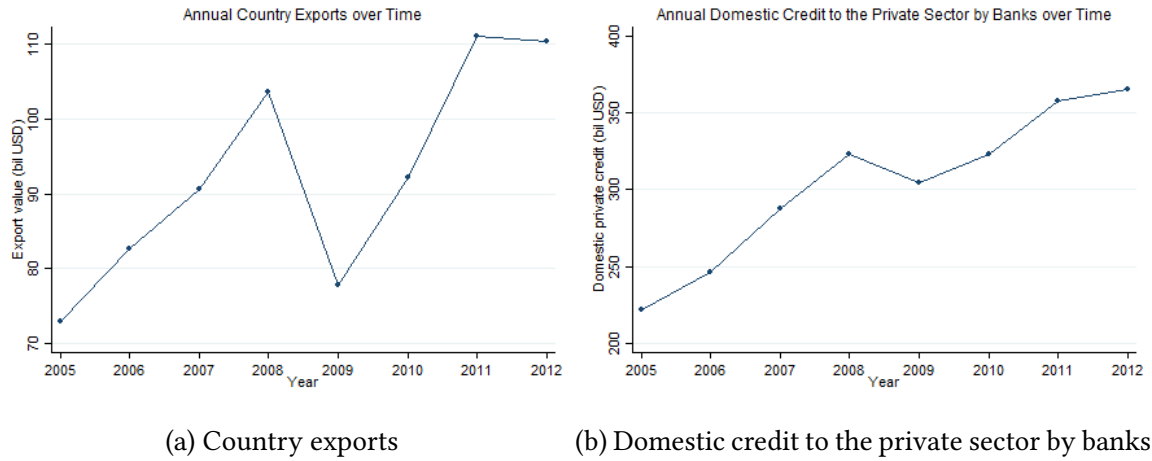 Annual Country Exports over Time
Export value (bil USD)
110
100
90
80
70
2005 2006 2007 2008 2009 2010 2011 2012
Year
(a) Country exports
Annual Domestic Credit to the Private Sector by Banks over Time
Domestic private credit (bil USD)
400
350
300
250
200
2005 2006 2007 2008 2009 2010 2011 2012
Year
(b) Domestic credit to the private sector by banks